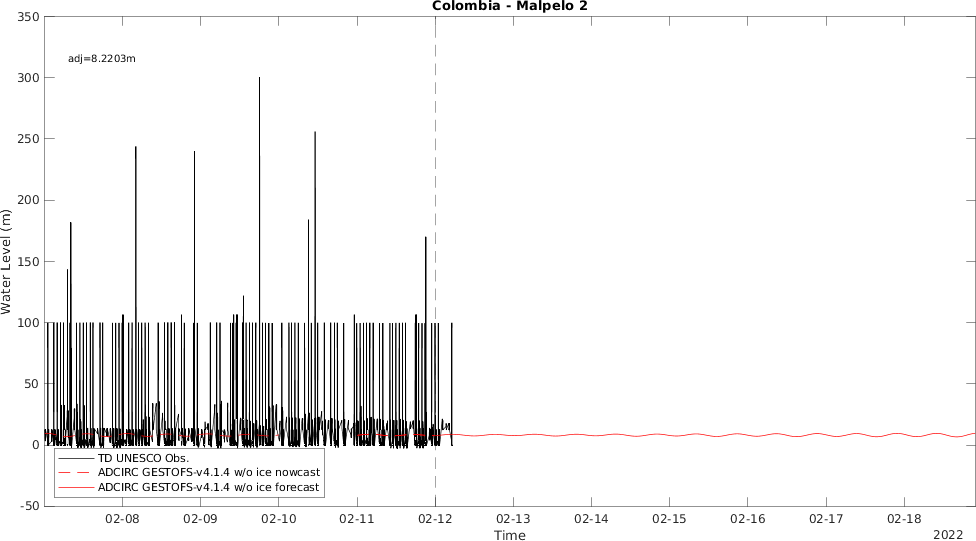 Colombia - Malpelo 2
350
adj=8.2203m
300
250
200
150
100
50
0
-50
Water Level (m)
TD UNESCO Obs.
ADCIRC GESTOFS-v4.1.4 w/o ice nowcast
ADCIRC GESTOFS-v4.1.4 w/o ice forecast
02-08 02-09 02-10 02-11 02-12 02-13 02-14 02-15 02-16 02-17 02-18
Time
2022